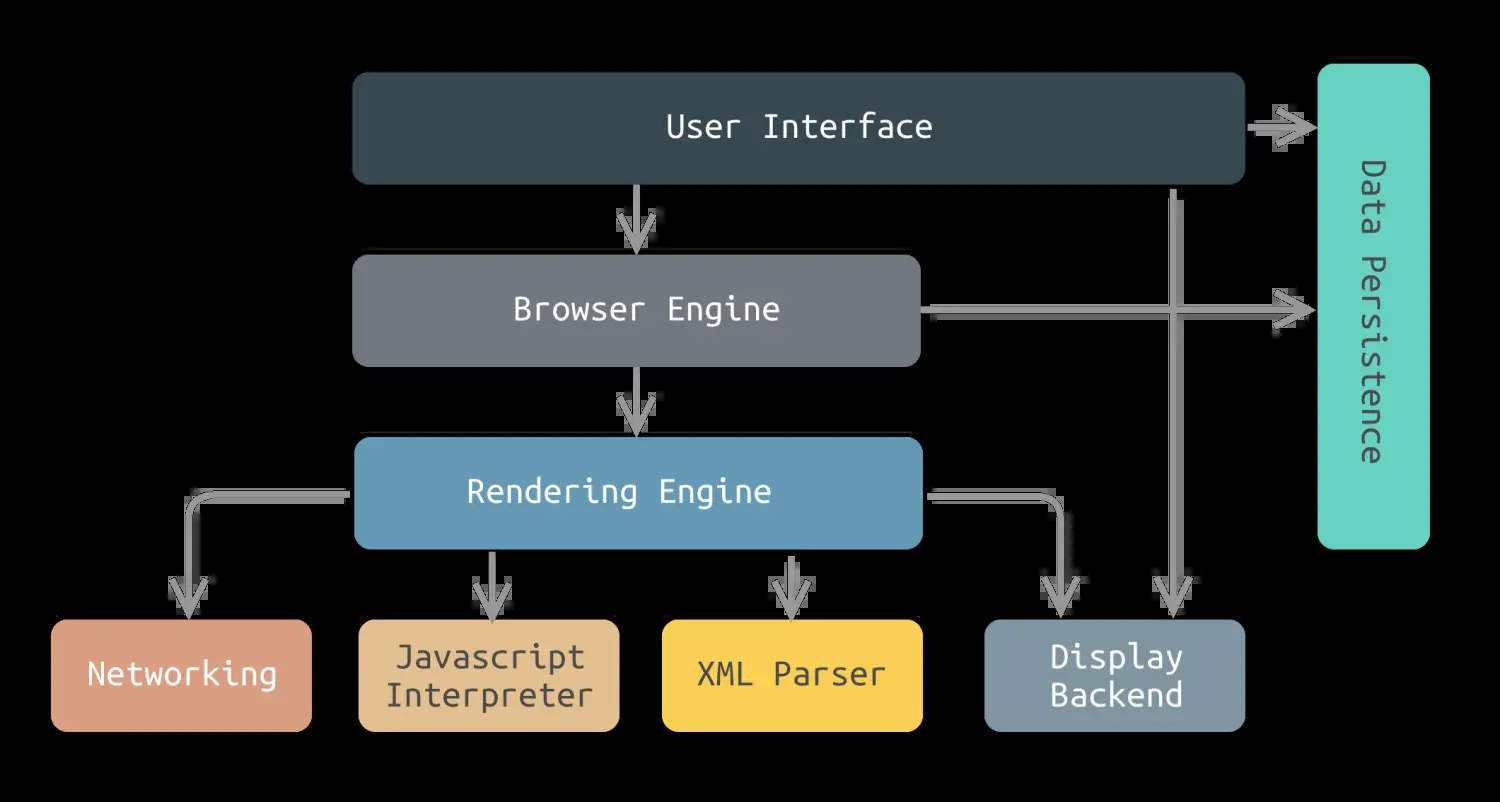 User Interface
Data Persistence
Browser Engine
Rendering Engine
Networking
Javascript
Interpreter
XML Parser
Display
Backend